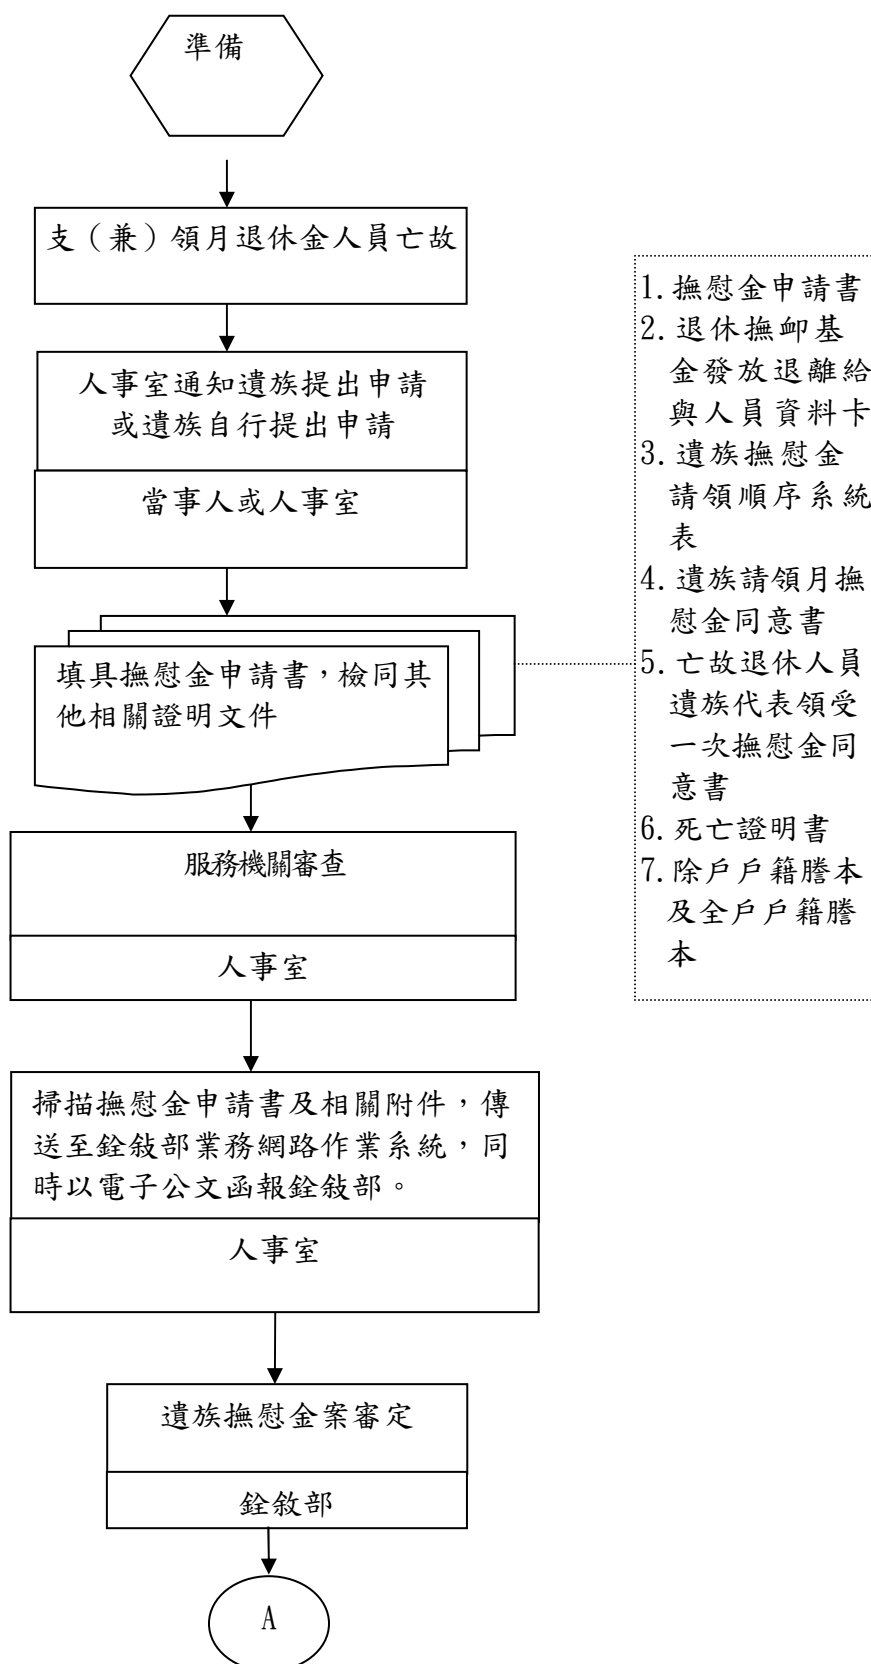 準備
支（兼）領月退休金人員亡故
人事室通知遺族提出申請
或遺族自行提出申請
當事人或人事室
填具撫慰金申請書，檢同其
他相關證明文件
服務機關審查
人事室
掃描撫慰金申請書及相關附件，傳
送至銓敍部業務網路作業系統，同
時以電子公文函報銓敍部。
人事室
遺族撫慰金案審定
銓敘部
A
1.撫慰金申請書
2.退休撫卹基
金發放退離給
與人員資料卡
3.遺族撫慰金
請領順序系統
表
4.遺族請領月撫
慰金同意書
5.亡故退休人員
遺族代表領受
一次撫慰金同
意書
6.死亡證明書
7.除戶戶籍謄本
及全戶戶籍謄
本